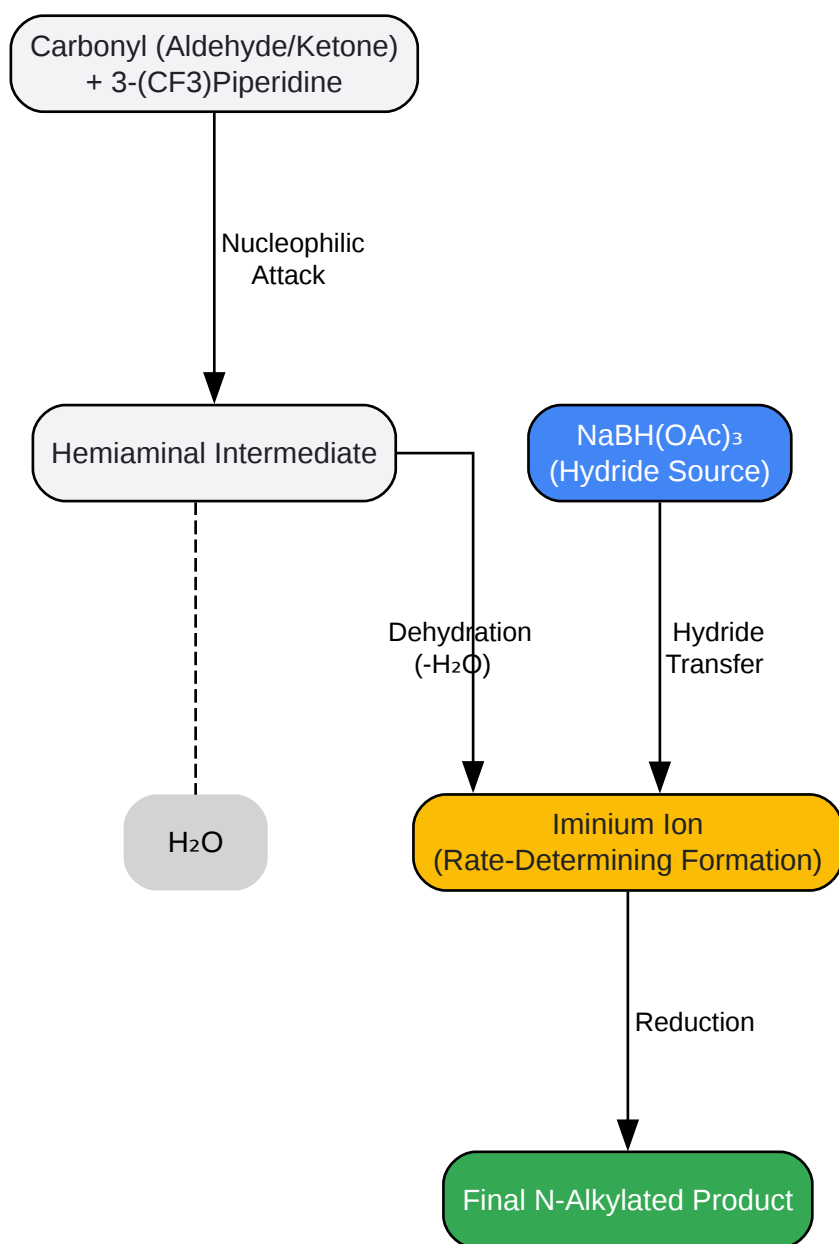 Carbonyl (Aldehyde/Ketone)
+ 3-(CF3)Piperidine
Nucleophilic
Attack
Hemiaminal Intermediate
NaBH(OAc)₃
(Hydride Source)
Dehydration
(-H₂O)
Hydride
Transfer
H₂O
Iminium Ion
(Rate-Determining Formation)
Reduction
Final N-Alkylated Product